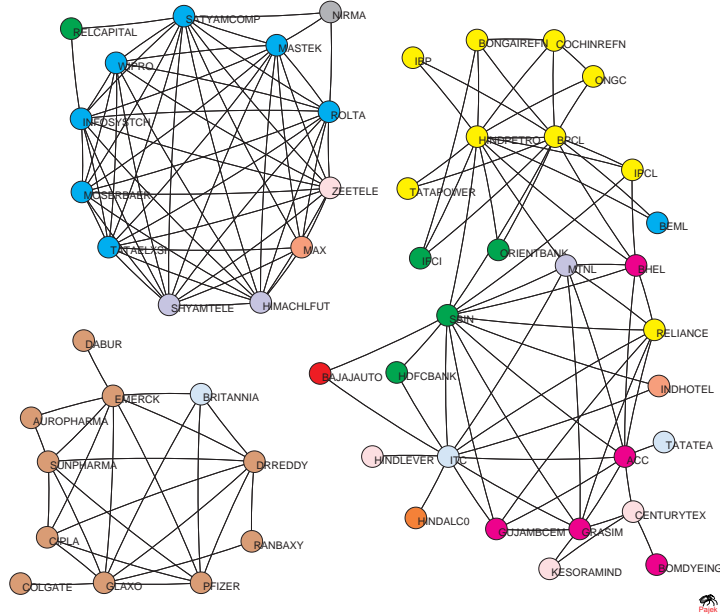 SATYAMCOMP
NIRMA
RELCAPITAL
MASTEK
WIPRO
INFOSYSTCH
ROLTA
MOSERBAER
ZEETELE
TATAELXSI
MAX
SHYAMTELE
HIMACHLFUT
BONGAIREFN
COCHINREFN
IBP
ONGC
HINDPETRO
BPCL
IPCL
TATAPOWER
BEML
IFCI
ORIENTBANK
MTNL
BHEL
SBIN
RELIANCE
BAJAJAUTO
HDFCBANK
INDHOTEL
HINDLEVER
ITC
TATATEA
ACC
HINDALC0
GUJAMBCEM
GRASIM
CENTURYTEX
KESORAMIND
BOMDYEING
DABUR
EMERCK
BRITANNIA
AUROPHARMA
SUNPHARMA
DRREDDY
CIPLA
RANBAXY
COLGATE
GLAXO
PFIZER
Pajek